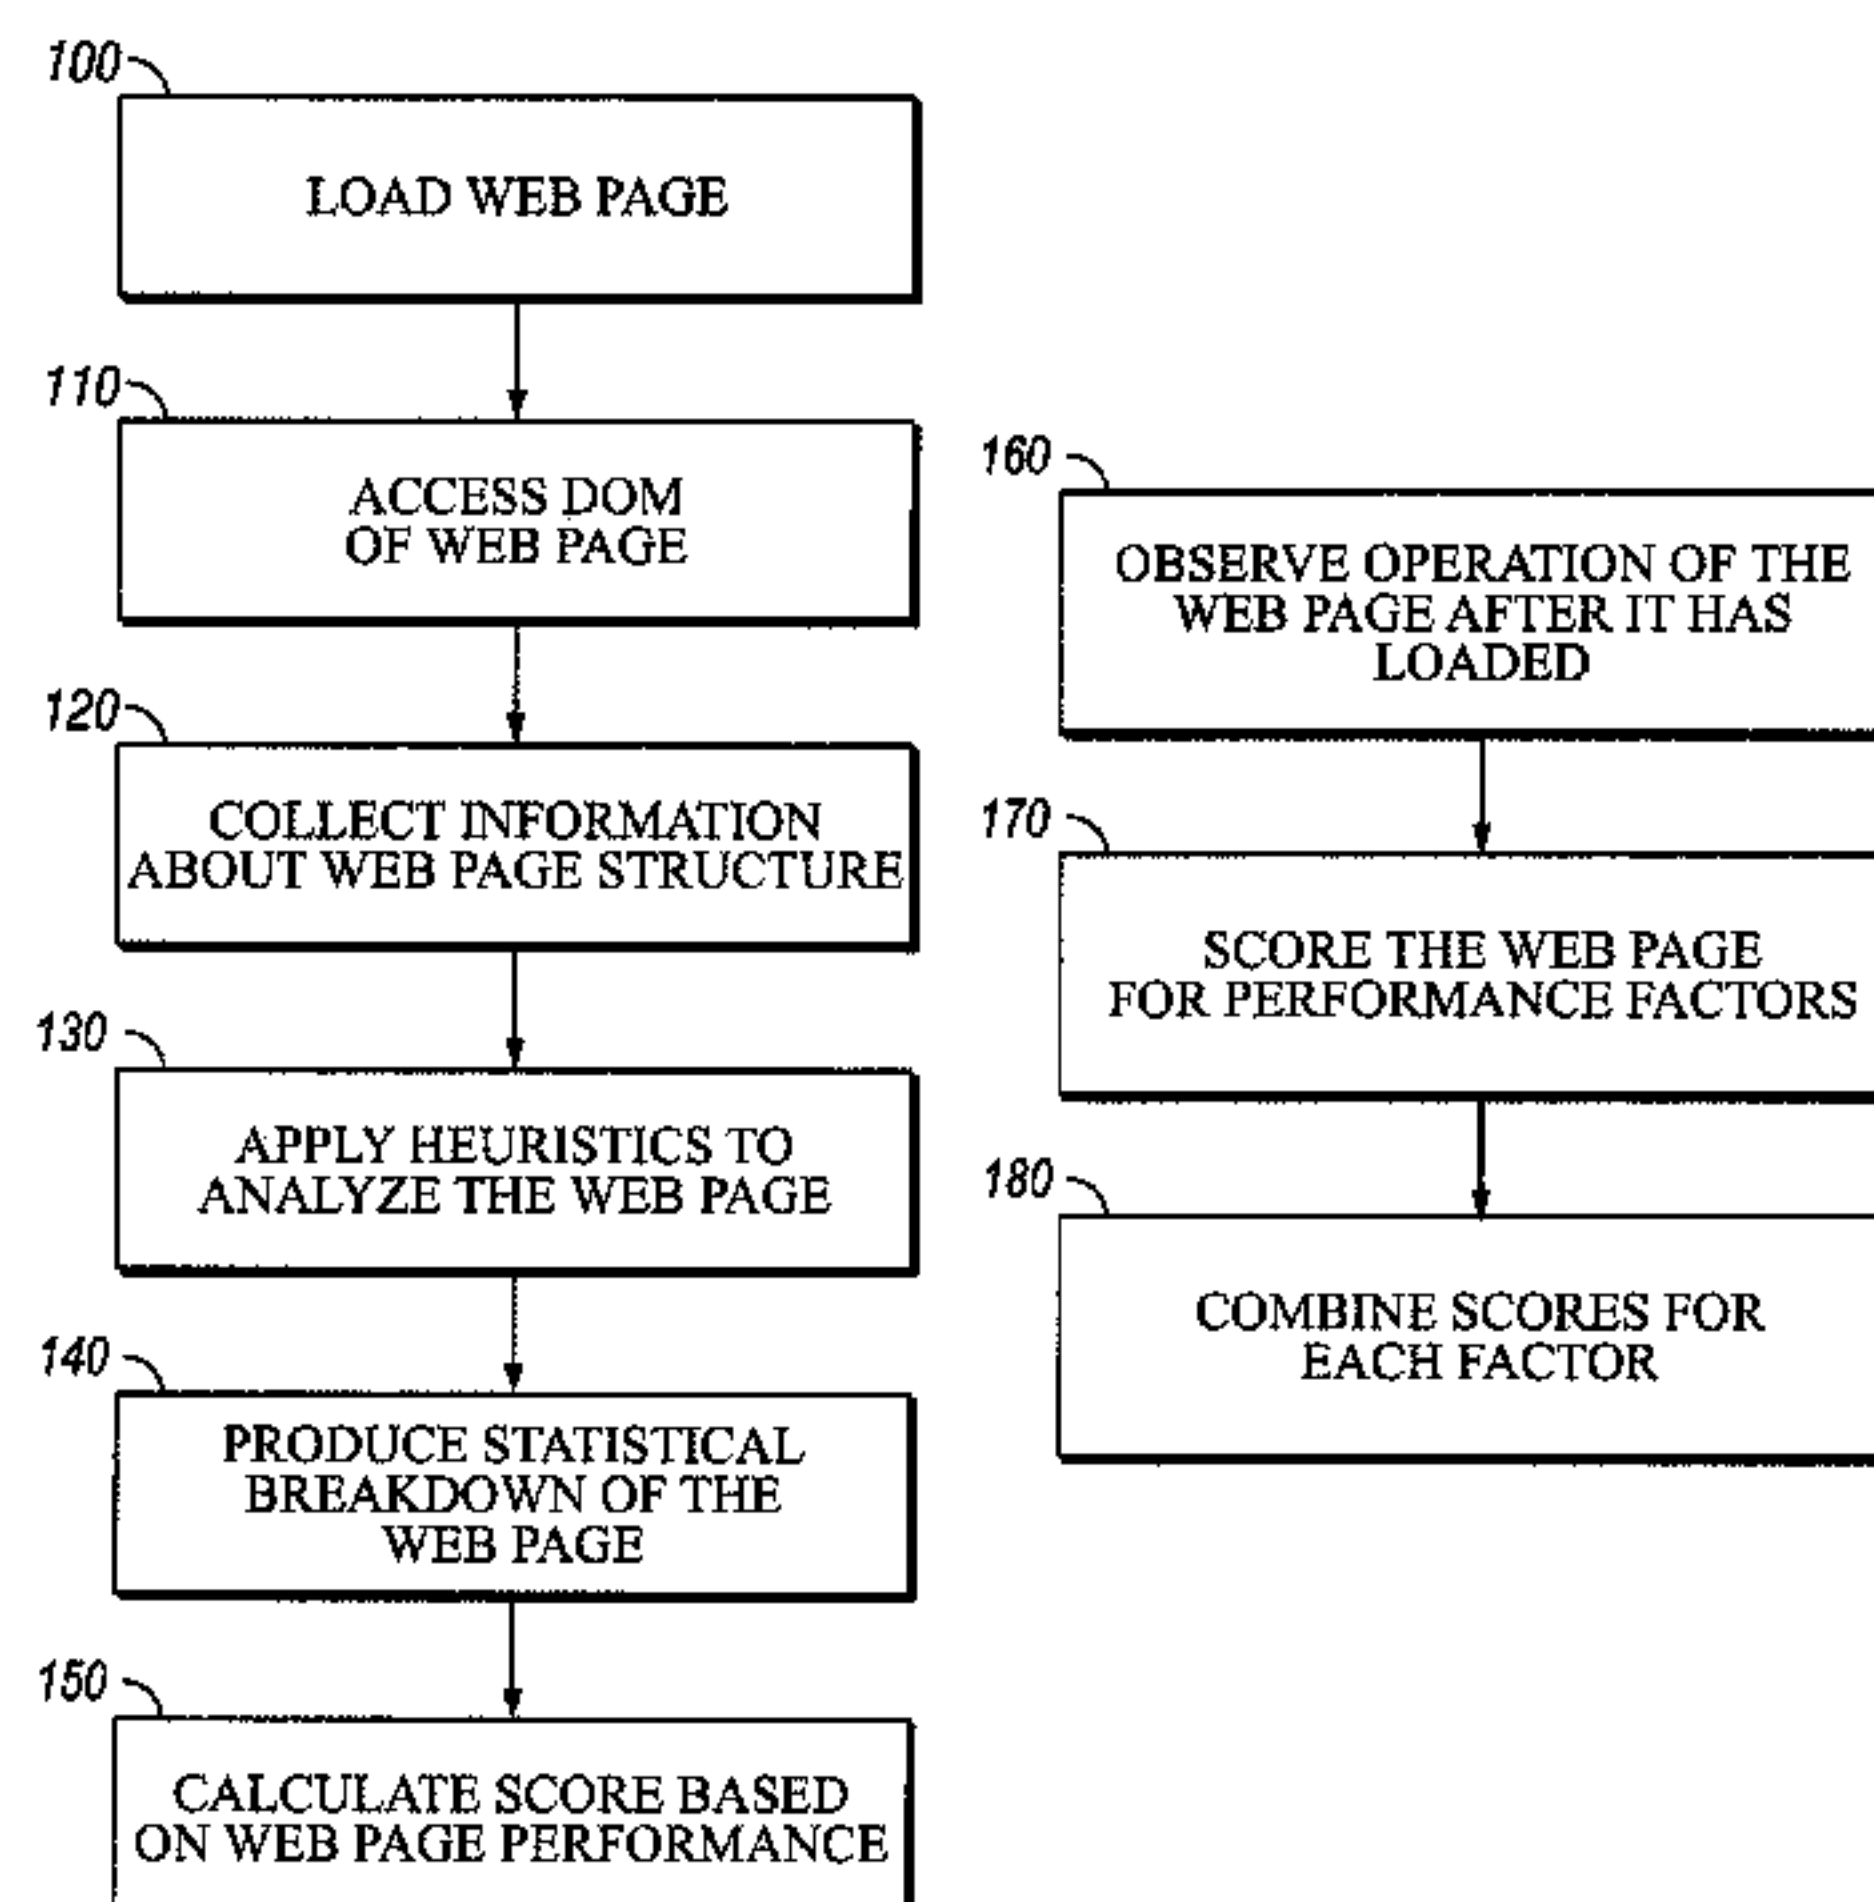 100
LOAD WEB PAGE
110
ACCESS DOM
OF WEB PAGE
120
COLLECT INFORMATION
ABOUT WEB PAGE STRUCTURE
130
APPLY HEURISTICS TO
ANALYZE THE WEB PAGE
140
PRODUCE STATISTICAL
BREAKDOWN OF THE
WEB PAGE
150
CALCULATE SCORE BASED
ON WEB PAGE PERFORMANCE
160
OBSERVE OPERATION OF THE
WEB PAGE AFTER IT HAS
LOADED
170
SCORE THE WEB PAGE
FOR PERFORMANCE FACTORS
180
COMBINE SCORES FOR
EACH FACTOR